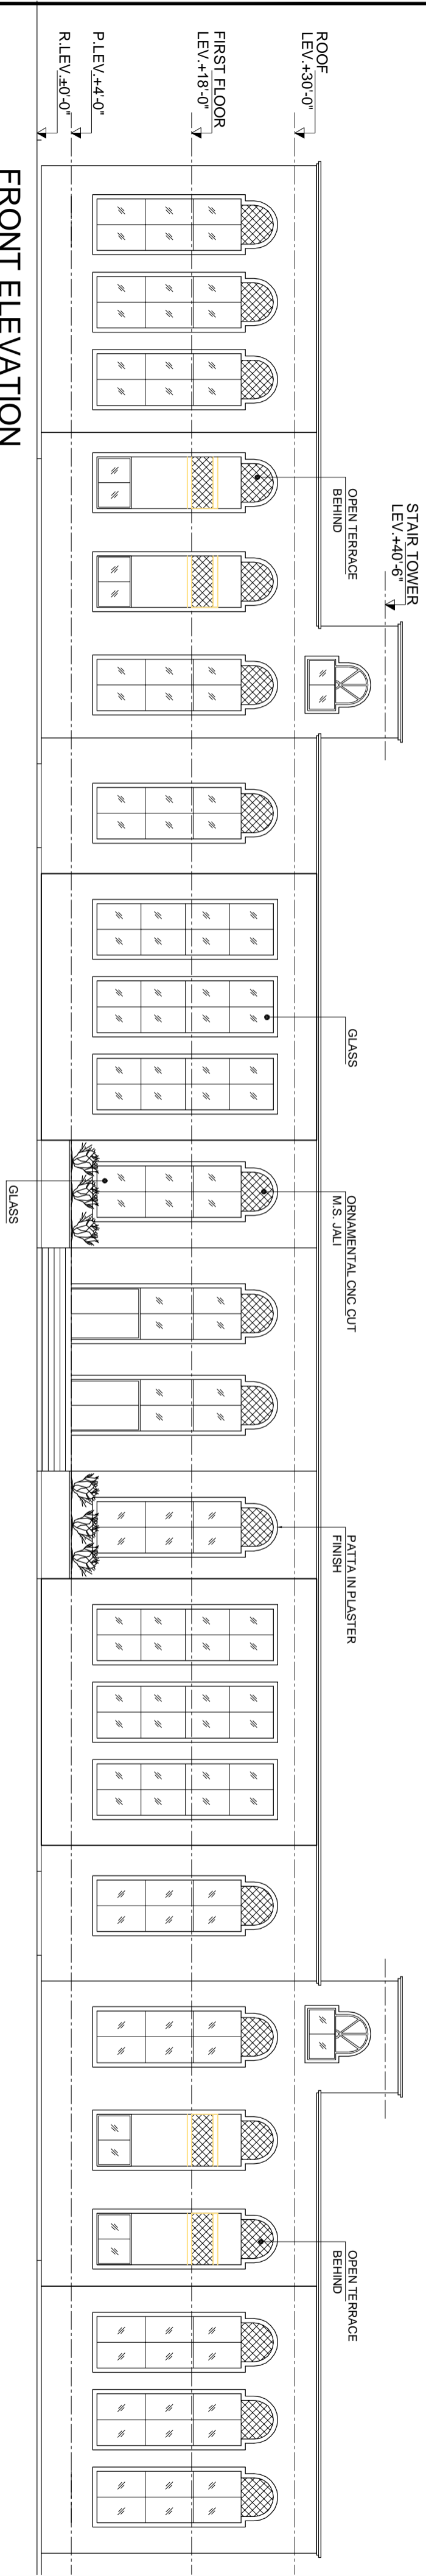 STAIR TOWER
LEV.+40'-6"
ROOF
LEV.+30'-0"
FIRST FLOOR
LEV.+18'-0"
P.LEV.+4'-0"
R.LEV.±0'-0"
OPEN TERRACE
BEHIND
GLASS
ORNAMENTAL CNC CUT
M.S. JALI
GLASS
PATTA IN PLASTER
FINISH
OPEN TERRACE
BEHIND
FRONT ELEVATION